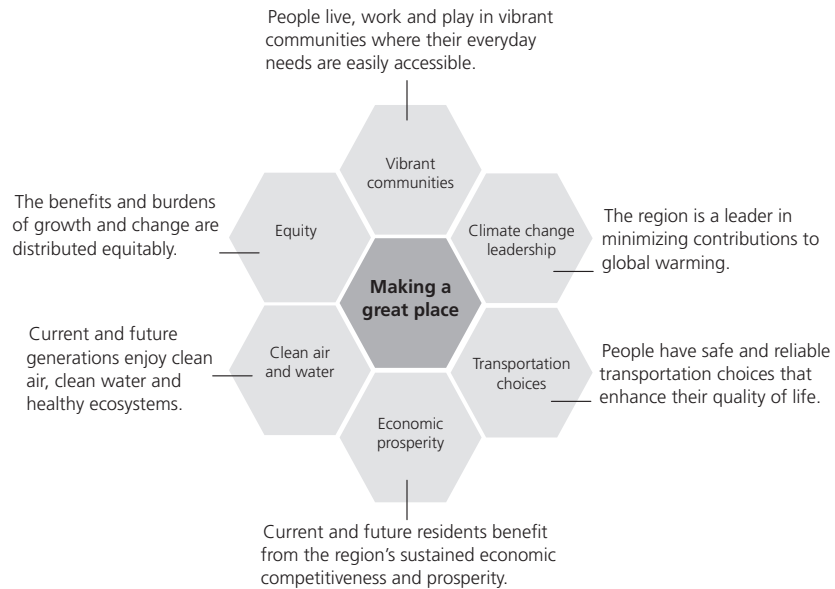 People live, work and play in vibrant
communities where their everyday
needs are easily accessible.
Vibrant
communities
The benefits and burdens
of growth and change are
distributed equitably.
Equity
Climate change
leadership
The region is a leader in
minimizing contributions to
global warming.
Making a
great place
Current and future
generations enjoy clean
air, clean water and
healthy ecosystems.
Clean air
and water
Transportation
choices
People have safe and reliable
transportation choices that
enhance their quality of life.
Economic
prosperity
Current and future residents benefit
from the region’s sustained economic
competitiveness and prosperity.